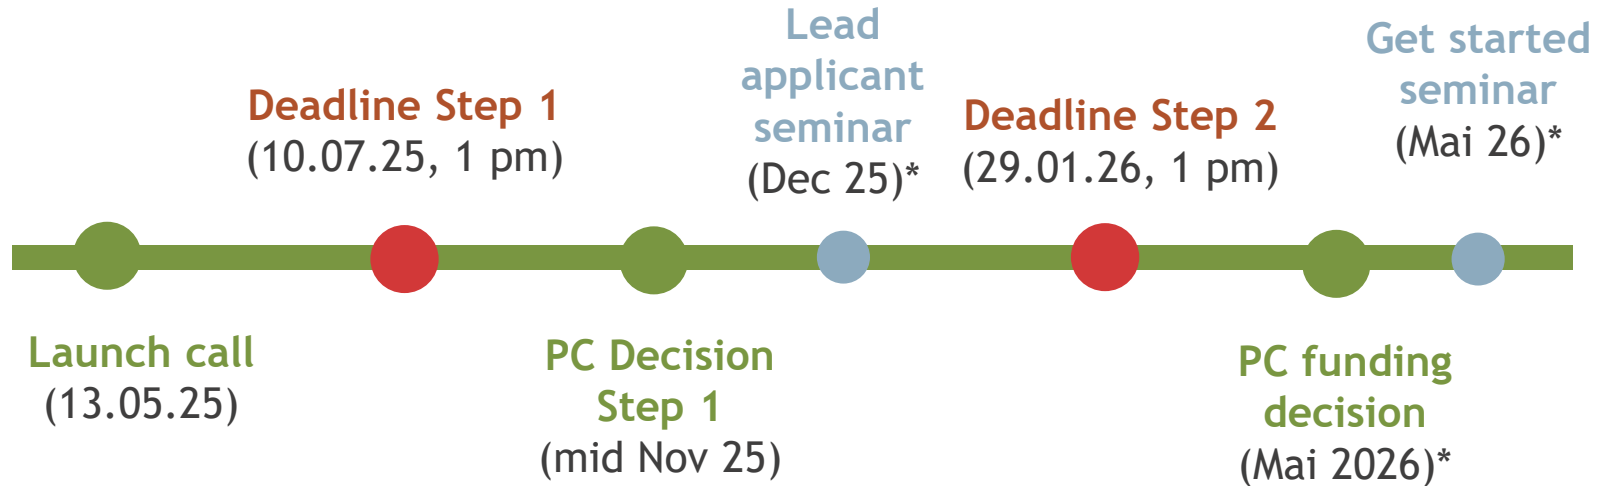 Launch call
(13.05.25)
Deadline Step 1
(10.07.25, 1 pm)
PC Decision
Step 1
(mid Nov 25)
Lead
applicant
seminar
(Dec 25)*
Deadline Step 2
(29.01.26, 1 pm)
PC funding
decision
(Mai 2026)*
Get started
seminar
(Mai 26)*